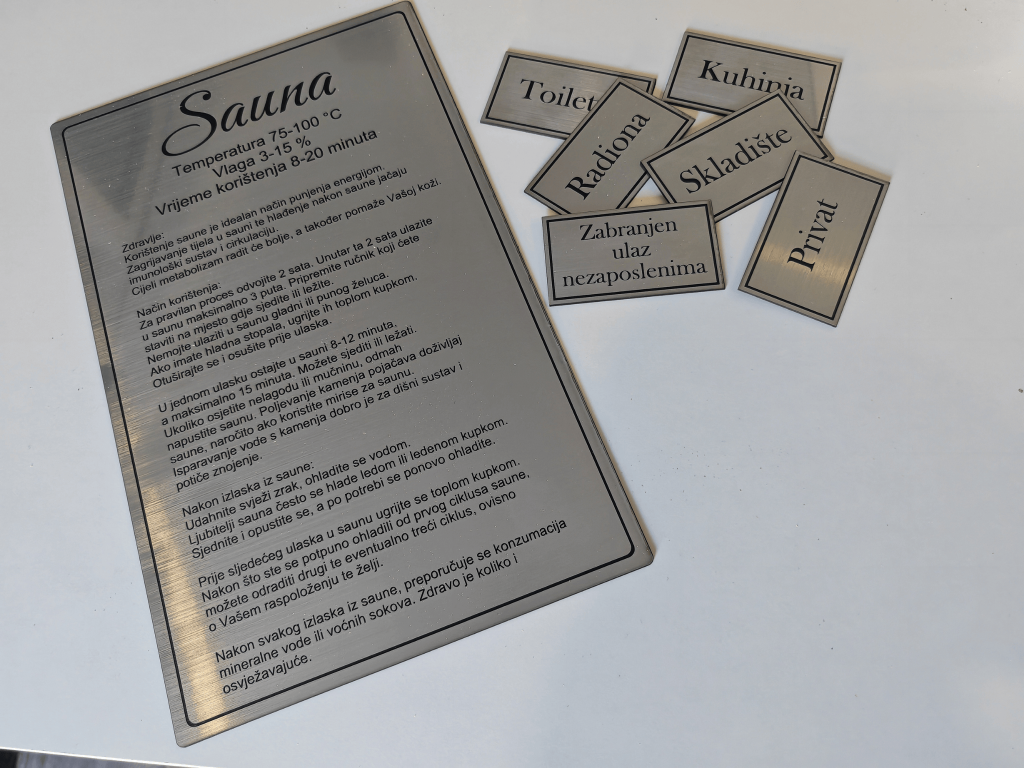 Sauna
Temperatura 75-100 °C
Vlaga 3-15 %
Vrijeme korištenja 8-20 minuta
Zdravlje:
Korištenje saune je idealan način punjenja energijom.
Zagrijavanje tijela u sauni te hlađenje nakon saune jačaju
imunološki sustav i cirkulaciju.
Cijeli metabolizam radit će bolje, a također pomaže Vašoj koži.
Način korištenja:
Za pravilan proces odvojite 2 sata. Unutar ta 2 sata ulazite
u saunu maksimalno 3 puta. Pripremite ručnik koji ćete
staviti na mjesto gdje sjedite ili ležite.
Nemojte ulaziti u saunu gladni ili punog želuca.
Ako imate hladna stopala, ugrijte ih toplom kupkom.
Otuširajte se i osušite prije ulaska.
U jednom ulasku ostajte u sauni 8-12 minuta,
a maksimalno 15 minuta. Možete sjediti ili ležati.
Ukoliko osjetite nelagodu ili mučninu, odmah
napustite saunu. Poljevanje kamenja pojačava doživljaj
saune, naročito ako koristite mirise za saunu.
Isparavanje vode s kamenja dobro je za dišni sustav i
potiče znojenje.
Nakon izlaska iz saune:
Udahnite svježi zrak, ohladite se vodom.
Ljubitelji sauna često se hlade ledom ili ledenom kupkom.
Sjednite i opustite se, a po potrebi se ponovo ohladite.
Prije sljedećeg ulaska u saunu ugrijte se toplom kupkom.
Nakon što ste se potpuno ohladili od prvog ciklusa saune,
možete odraditi drugi te eventualno treći ciklus, ovisno
o Vašem raspoloženju te želji.
Nakon svakog izlaska iz saune, preporučuje se konzumacija
mineralne vode ili voćnih sokova. Zdravo je koliko i
osvježavajuće.
Toilet
Kuhinja
Radiona
Skladište
Zabranjen
ulaz
nezaposlenima
Privat